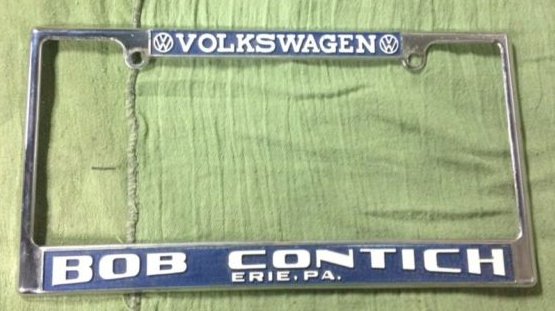 VOLKSWAGEN
BOB CONTICH
ERIE, PA.